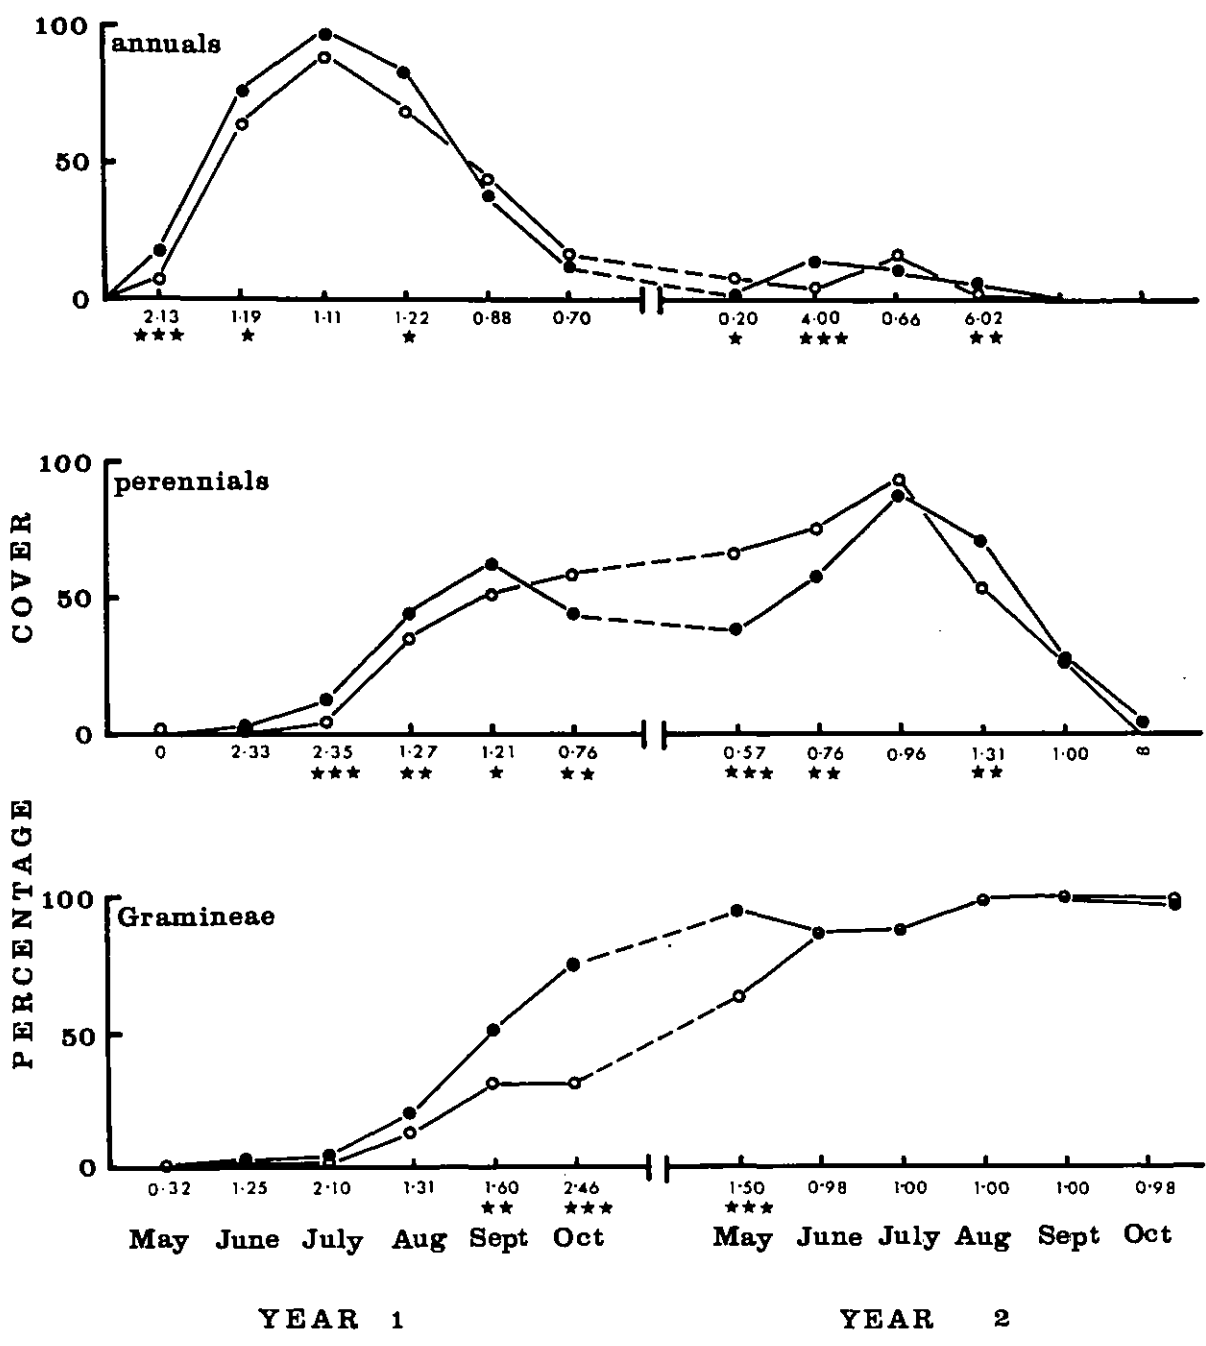 100
annuals
50
0
2·13 1·19 1·11 1·22 0·88 0·70 0·20 4·00 0·66 6·02
★★★ ★ ★ ★ ★★★ ★★
100
perennials
50
0
0 2·33 2·35 1·27 1·21 0·76 0·57 0·76 0·96 1·31 1·00 ∞
★★★ ★★ ★ ★★ ★★★ ★★ ★★
PERCENTAGE COVER
100
Gramineae
50
0
0·32 1·25 2·10 1·31 1·60 2·46 1·50 0·98 1·00 1·00 1·00 0·98
★★ ★★★ ★★★
May June July Aug Sept Oct May June July Aug Sept Oct
YEAR 1 YEAR 2